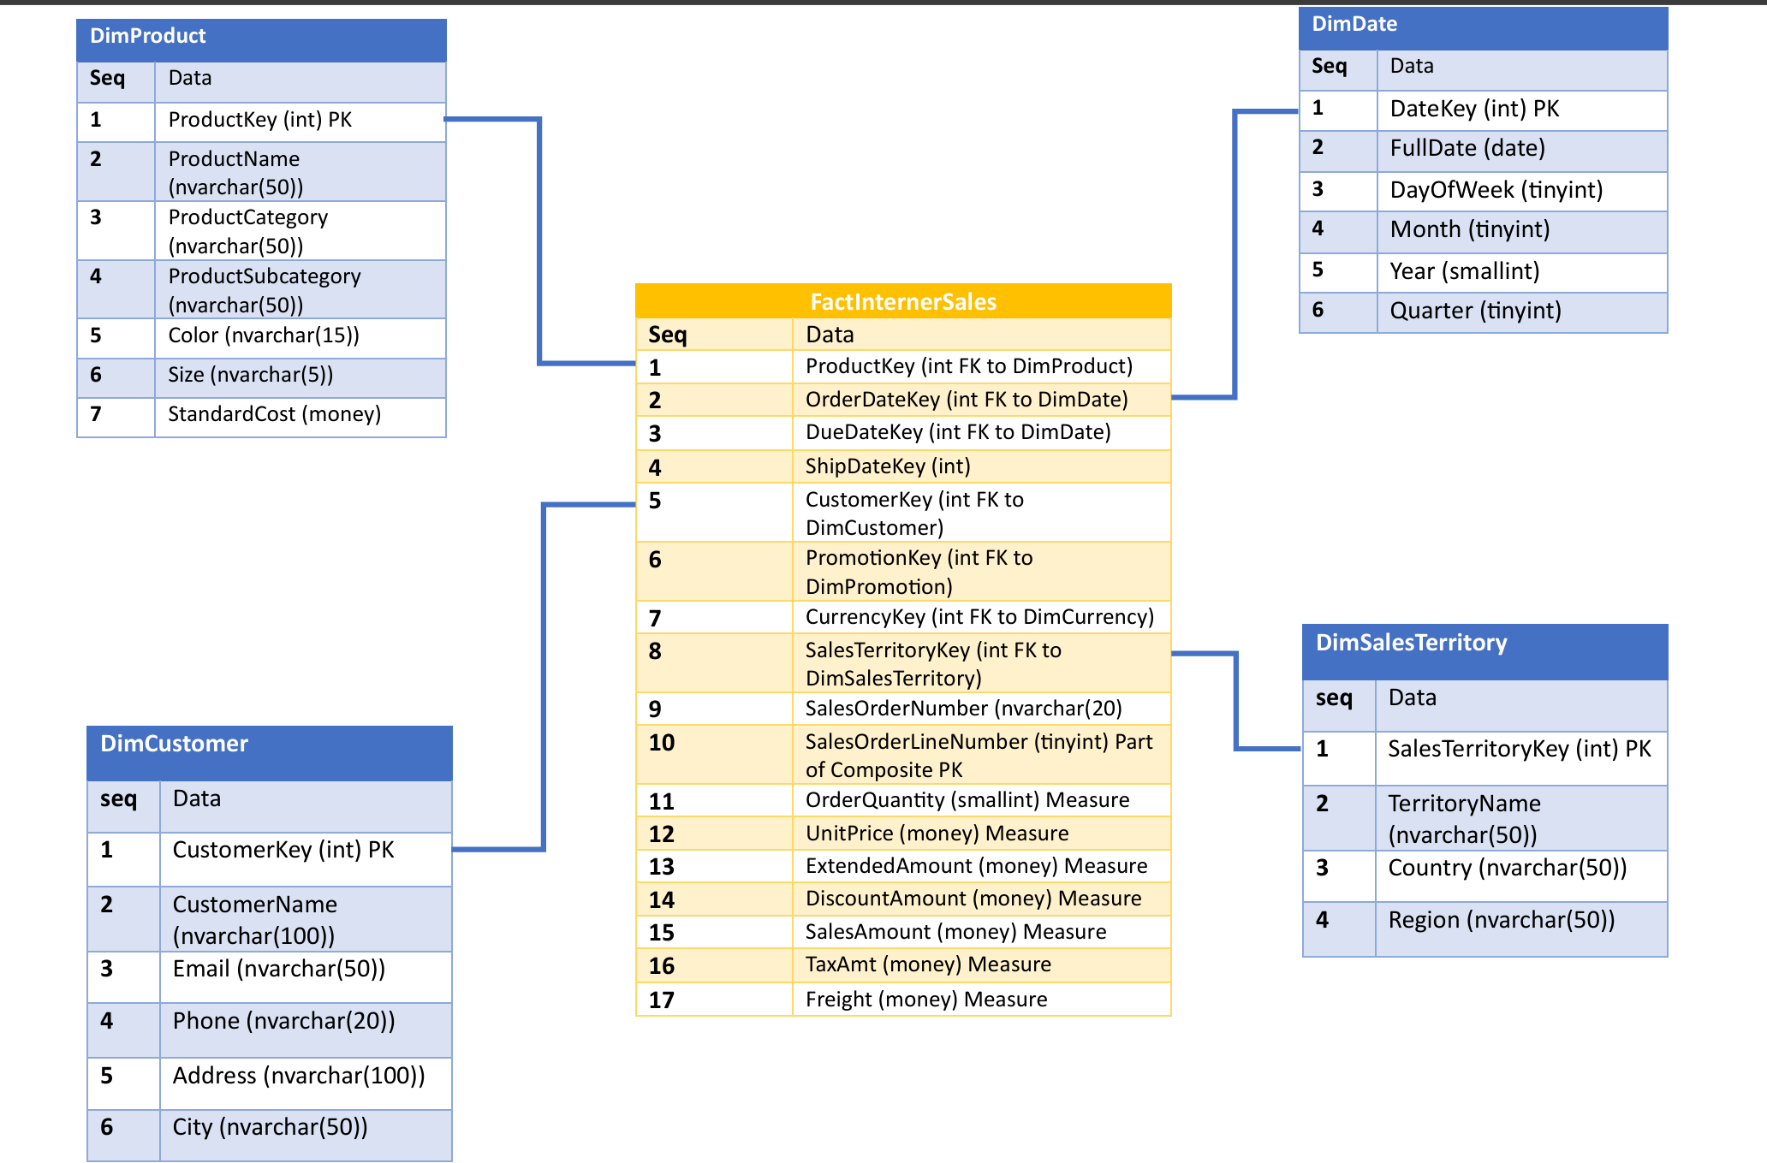 DimProduct
Seq Data
1 ProductKey (int) PK
2 ProductName
(nvarchar(50))
3 ProductCategory
(nvarchar(50))
4 ProductSubcategory
(nvarchar(50))
5 Color (nvarchar(15))
6 Size (nvarchar(5))
7 StandardCost (money)
DimDate
Seq Data
1 DateKey (int) PK
2 FullDate (date)
3 DayOfWeek (tinyint)
4 Month (tinyint)
5 Year (smallint)
6 Quarter (tinyint)
FactInternerSales
Seq Data
1 ProductKey (int FK to DimProduct)
2 OrderDateKey (int FK to DimDate)
3 DueDateKey (int FK to DimDate)
4 ShipDateKey (int)
5 CustomerKey (int FK to
DimCustomer)
6 PromotionKey (int FK to
DimPromotion)
7 CurrencyKey (int FK to DimCurrency)
8 SalesTerritoryKey (int FK to
DimSalesTerritory)
9 SalesOrderNumber (nvarchar(20)
10 SalesOrderLineNumber (tinyint) Part
of Composite PK
11 OrderQuantity (smallint) Measure
12 UnitPrice (money) Measure
13 ExtendedAmount (money) Measure
14 DiscountAmount (money) Measure
15 SalesAmount (money) Measure
16 TaxAmt (money) Measure
17 Freight (money) Measure
DimCustomer
seq Data
1 CustomerKey (int) PK
2 CustomerName
(nvarchar(100))
3 Email (nvarchar(50))
4 Phone (nvarchar(20))
5 Address (nvarchar(100))
6 City (nvarchar(50))
DimSalesTerritory
seq Data
1 SalesTerritoryKey (int) PK
2 TerritoryName
(nvarchar(50))
3 Country (nvarchar(50))
4 Region (nvarchar(50))